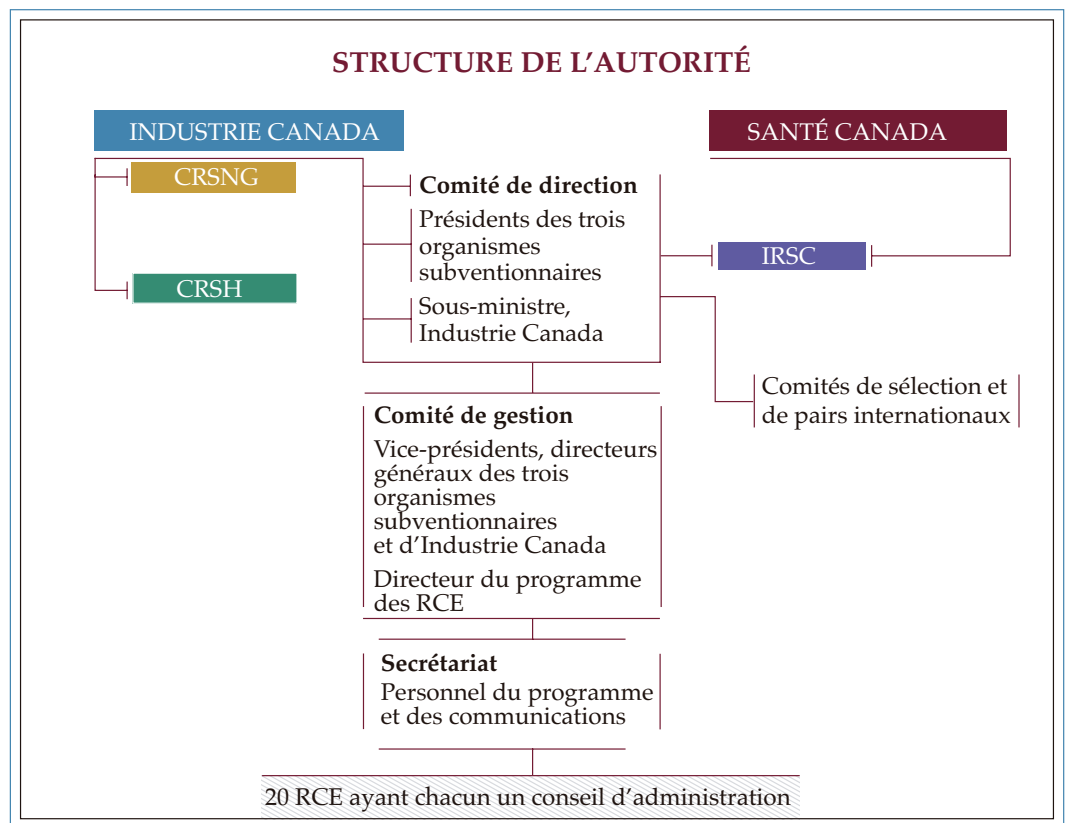 STRUCTURE DE L'AUTORITÉ
INDUSTRIE CANADA
SANTÉ CANADA
CRSNG
CRSH
Comité de direction
Présidents des trois
organismes
subventionnaires
Sous-ministre,
Industrie Canada
IRSC
Comités de sélection et
de pairs internationaux
Comité de gestion
Vice-présidents, directeurs
généraux des trois
organismes
subventionnaires
et d'Industrie Canada
Directeur du programme
des RCE
Secrétariat
Personnel du programme
et des communications
20 RCE ayant chacun un conseil d'administration